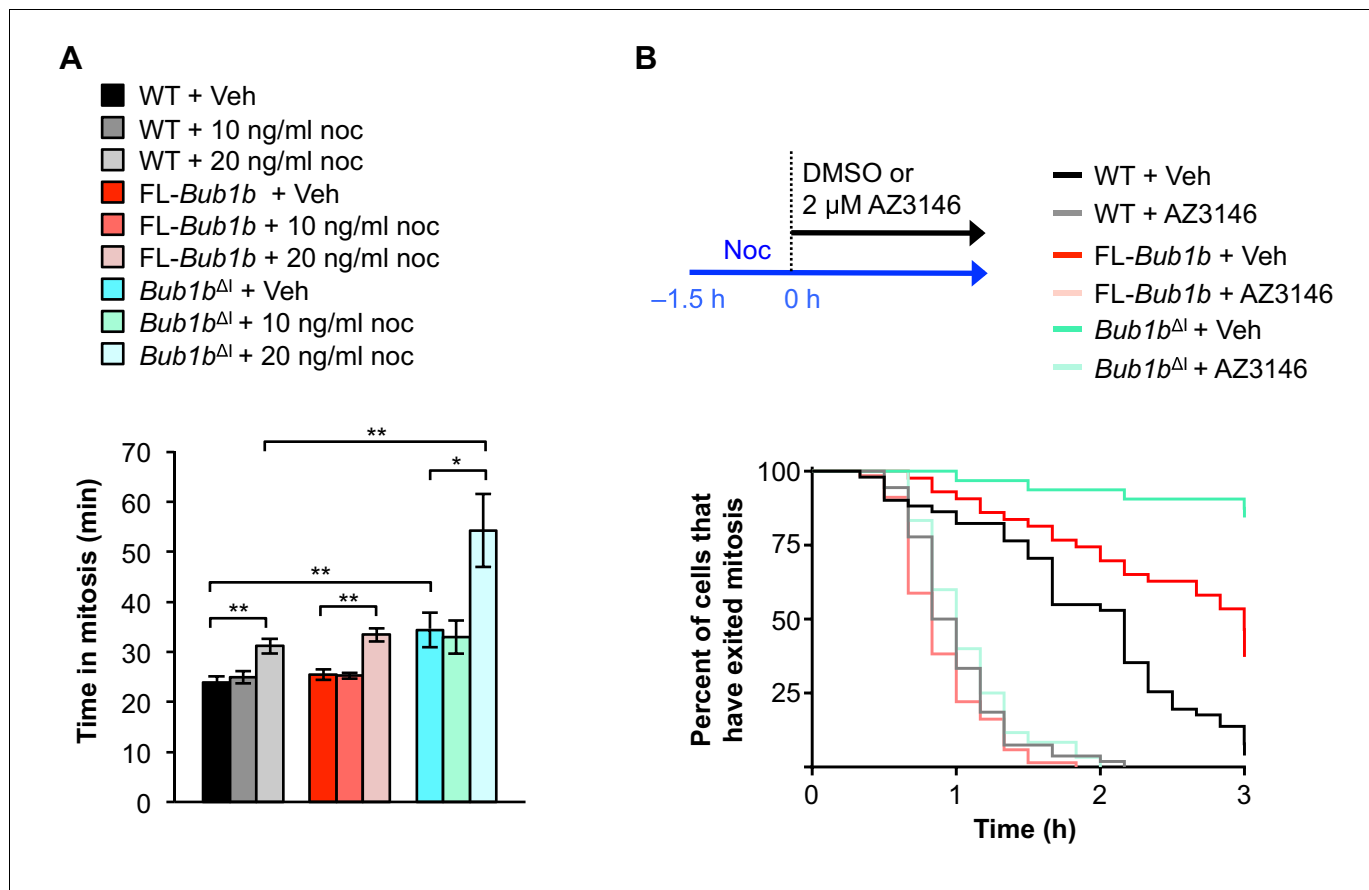 A
WT + Veh
WT + 10 ng/ml noc
WT + 20 ng/ml noc
FL-Bub1b + Veh
FL-Bub1b + 10 ng/ml noc
FL-Bub1b + 20 ng/ml noc
Bub1bΔI + Veh
Bub1bΔI + 10 ng/ml noc
Bub1bΔI + 20 ng/ml noc
Time in mitosis (min)
70
60
50
40
30
20
10
0
**
*
**
**
**
B
DMSO or
2 µM AZ3146
Noc
–1.5 h
0 h
WT + Veh
WT + AZ3146
FL-Bub1b + Veh
FL-Bub1b + AZ3146
Bub1bΔI + Veh
Bub1bΔI + AZ3146
Percent of cells that
have exited mitosis
100
75
50
25
0
1
2
3
Time (h)